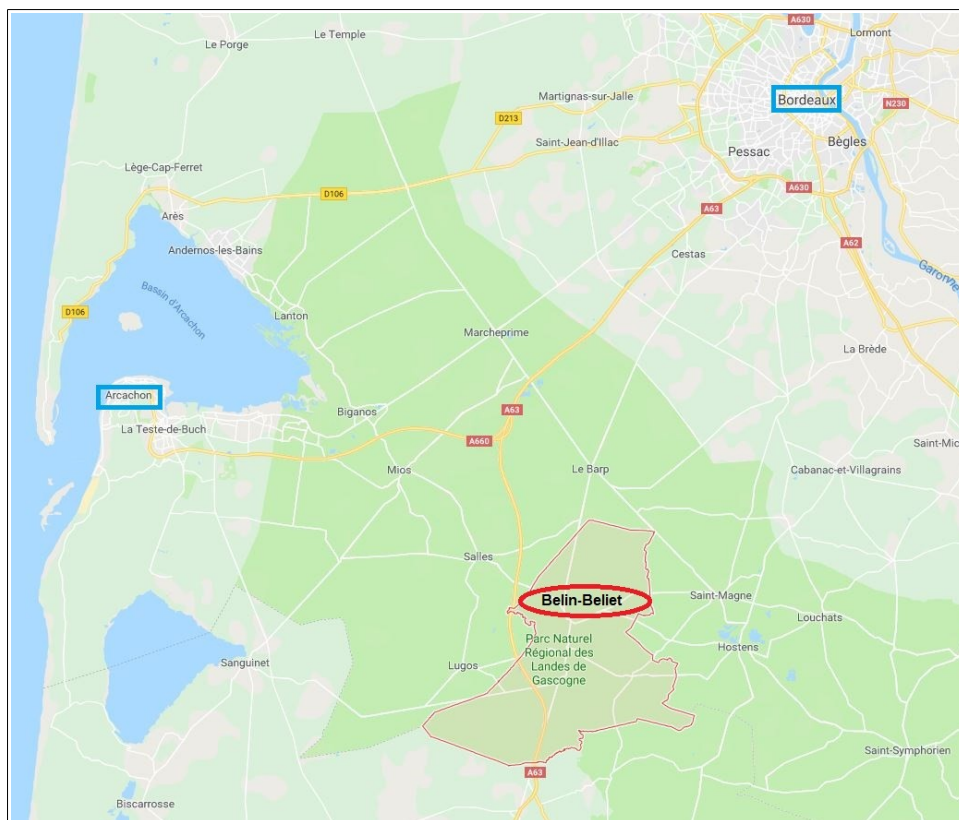 A630
Lormont
Le Temple
Le Porge
Martignas-sur-Jalle
Bordeaux
N230
D213
Saint-Jean-d'Illac
Bègles
Pessac
Lège-Cap-Ferret
D106
A630
A63
Arès
A62
Andernos-les-Bains
Cestas
Garonne
Bassin d'Arcachon
D106
Lanton
Marcheprime
La Brède
Arcachon
Biganos
A63
La Teste-de-Buch
A660
Saint-Mic
Mios
Le Barp
Cabanac-et-Villagrains
Salles
Belin-Beliet
Saint-Magne
Louchats
Parc Naturel
Régional des
Landes de
Gascogne
Hostens
Sanguinet
Lugos
Saint-Symphorien
A63
Biscarrosse